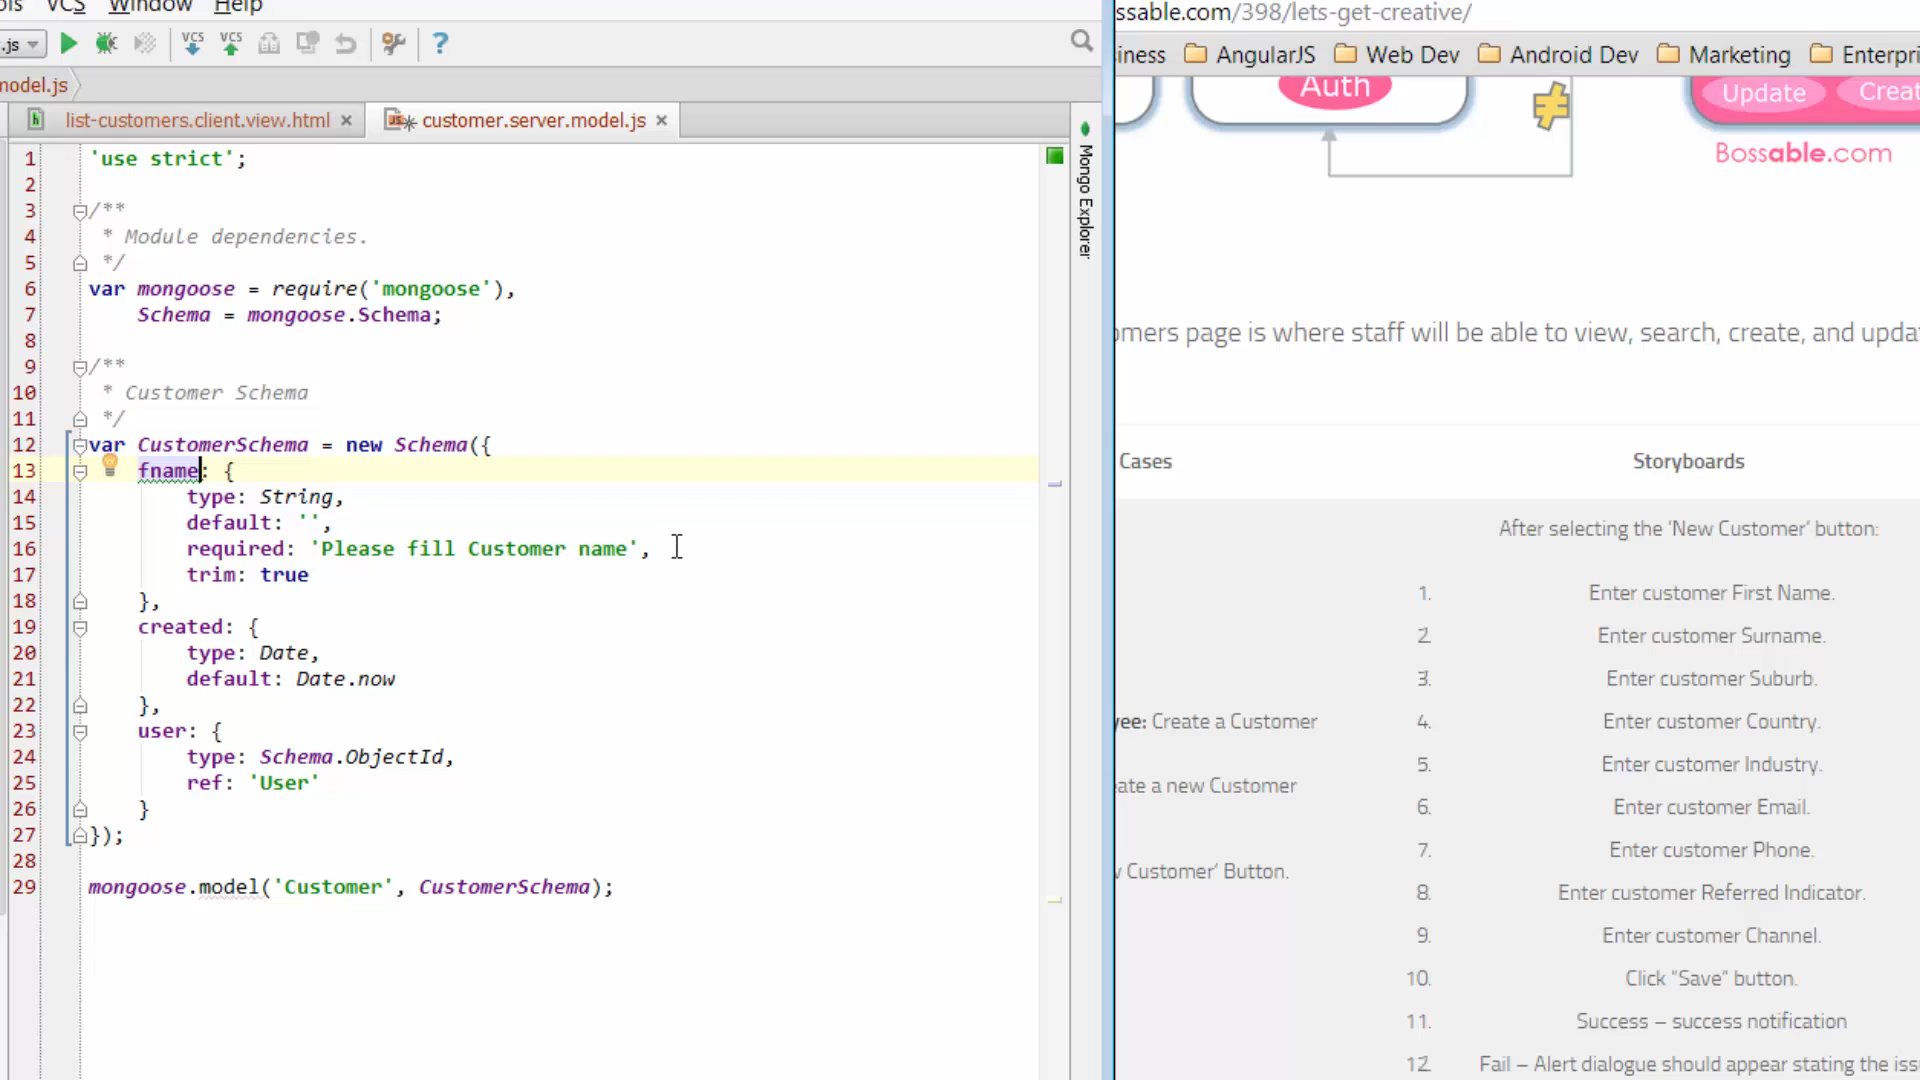 VCS Window Help
.js
VCS VCS ?
model.js
list-customers.client.view.html
customer.server.model.js
1 'use strict';
2
3 /**
4 * Module dependencies.
5 */
6 var mongoose = require('mongoose'),
7 Schema = mongoose.Schema;
8
9 /**
10 * Customer Schema
11 */
12 var CustomerSchema = new Schema({
13 fname: {
14 type: String,
15 default: '',
16 required: 'Please fill Customer name',
17 trim: true
18 },
19 created: {
20 type: Date,
21 default: Date.now
22 },
23 user: {
24 type: Schema.ObjectId,
25 ref: 'User'
26 }
27 });
28
29 mongoose.model('Customer', CustomerSchema);
Mongo Explorer
ssable.com/398/lets-get-creative/
iness AngularJS Web Dev Android Dev Marketing Enterpri
Auth
Update Creat
Bossable.com
omers page is where staff will be able to view, search, create, and upda
Cases Storyboards
After selecting the ‘New Customer’ button:
1. Enter customer First Name.
2. Enter customer Surname.
3. Enter customer Suburb.
yee: Create a Customer
4. Enter customer Country.
5. Enter customer Industry.
eate a new Customer
6. Enter customer Email.
7. Enter customer Phone.
w Customer’ Button.
8. Enter customer Referred Indicator.
9. Enter customer Channel.
10. Click “Save” button.
11. Success – success notification
12. Fail – Alert dialogue should appear stating the iss